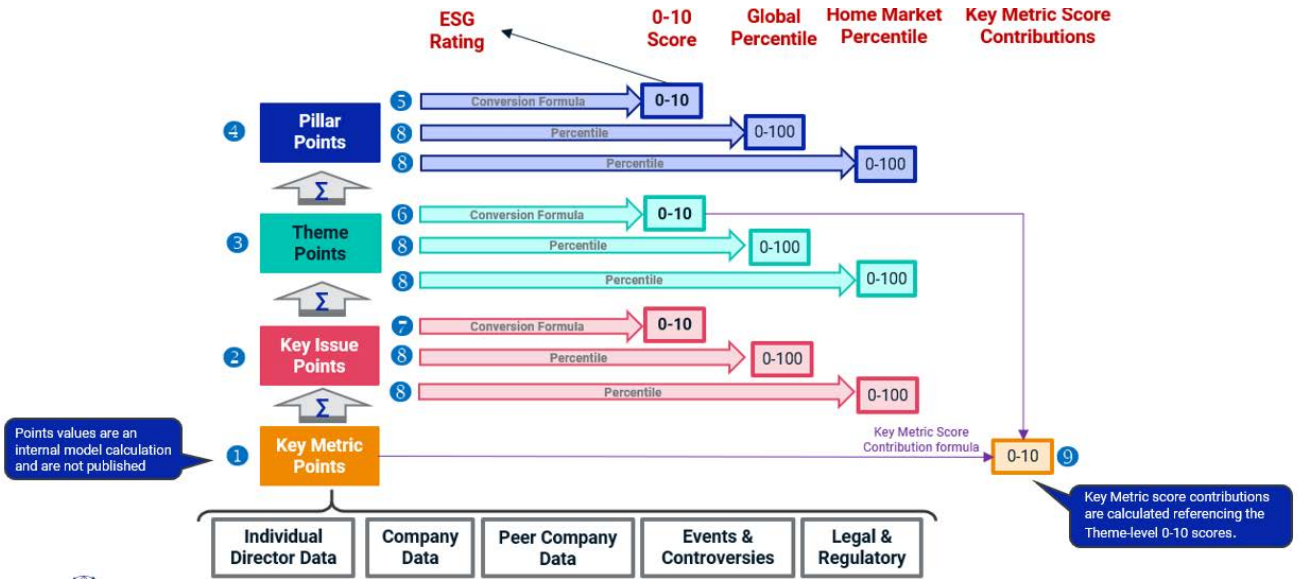 ESG
Rating
0-10
Score
Global
Percentile
Home Market
Percentile
Key Metric Score
Contributions
4
Pillar
Points
5
Conversion Formula
0-10
8
Percentile
0-100
8
Percentile
0-100
Σ
3
Theme
Points
6
Conversion Formula
0-10
8
Percentile
0-100
8
Percentile
0-100
Σ
2
Key Issue
Points
7
Conversion Formula
0-10
8
Percentile
0-100
8
Percentile
0-100
Σ
Points values are an
internal model calculation
and are not published
1
Key Metric
Points
Key Metric Score
Contribution formula
0-10
9
Key Metric score contributions
are calculated referencing the
Theme-level 0-10 scores.
Individual
Director Data
Company
Data
Peer Company
Data
Events &
Controversies
Legal &
Regulatory